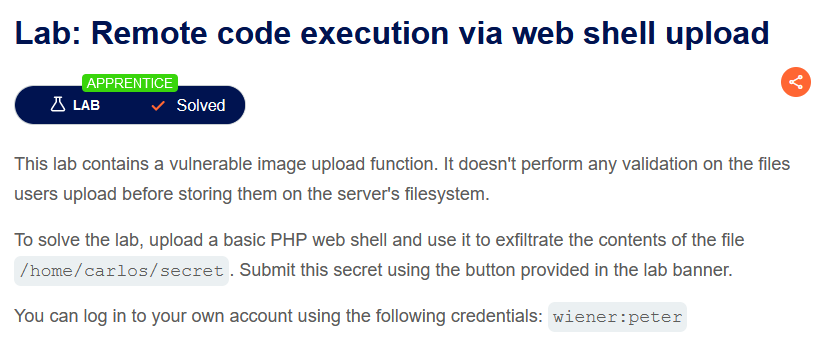 Lab: Remote code execution via web shell upload
APPRENTICE
LAB Solved
This lab contains a vulnerable image upload function. It doesn't perform any validation on the files
users upload before storing them on the server's filesystem.
To solve the lab, upload a basic PHP web shell and use it to exfiltrate the contents of the file
/home/carlos/secret. Submit this secret using the button provided in the lab banner.
You can log in to your own account using the following credentials: wiener:peter